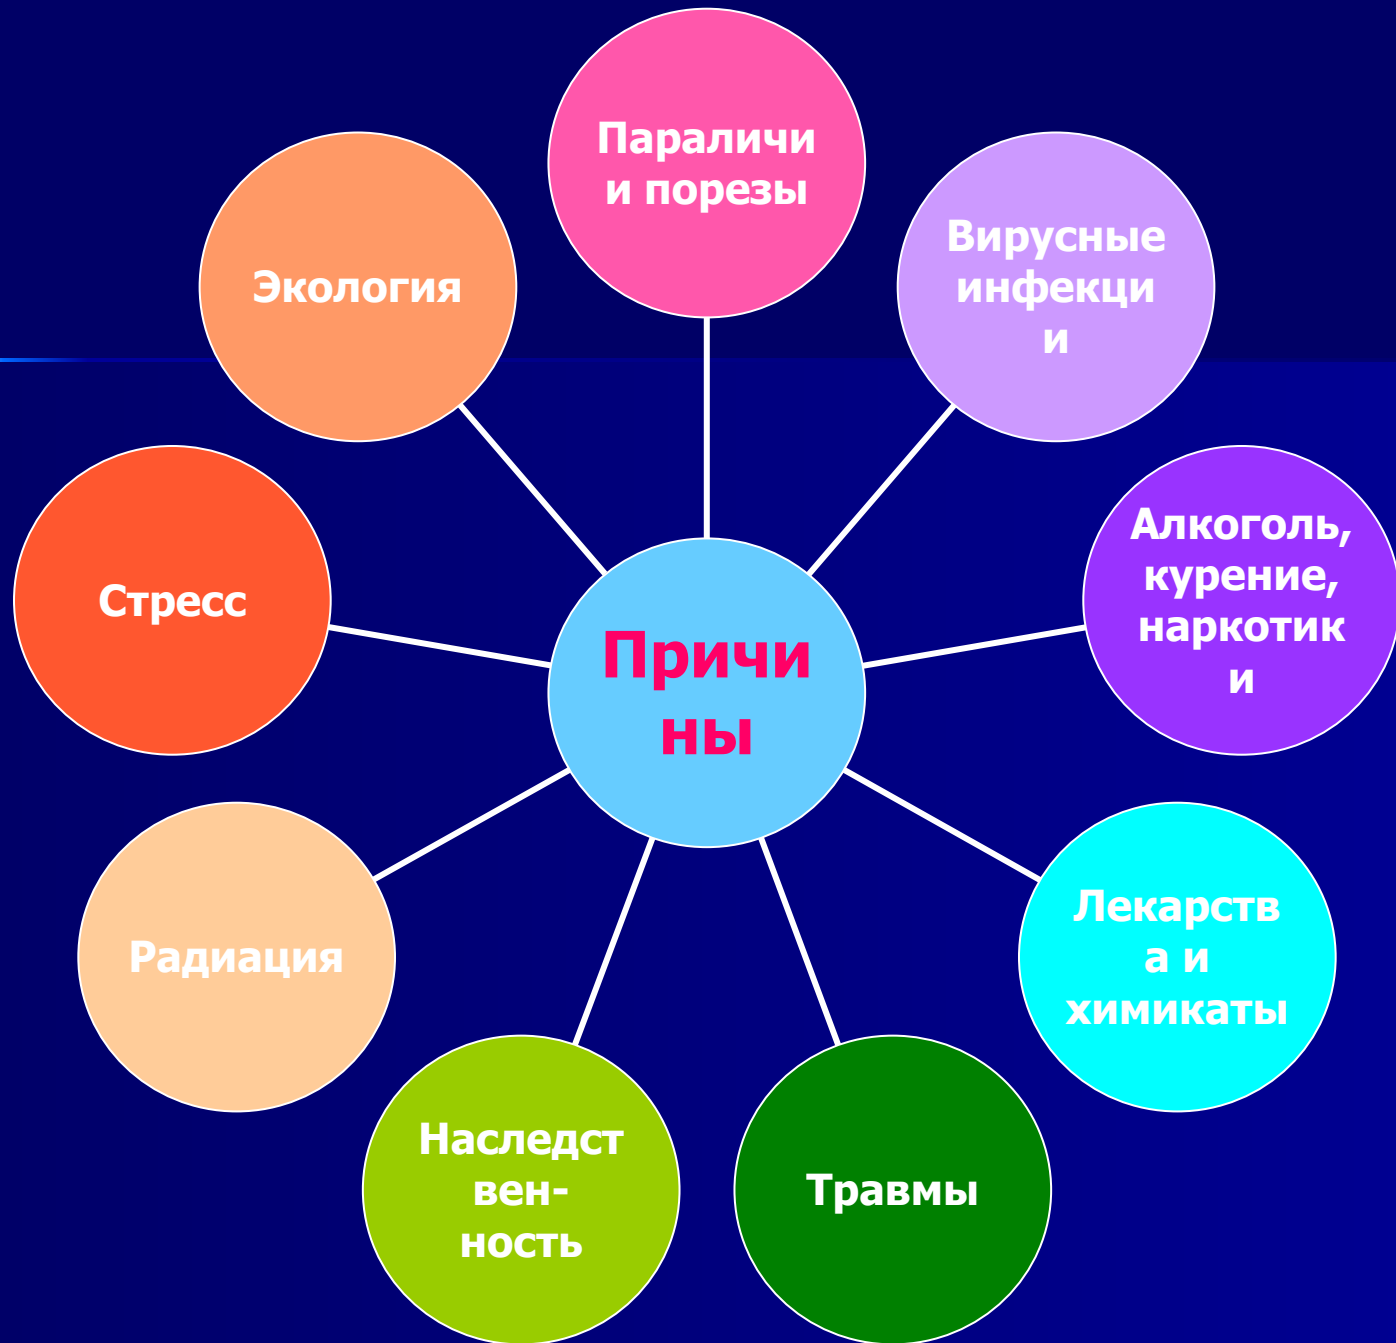 Параличи
и порезы
Вирусные
инфекци
и
Алкоголь,
курение,
наркотик
и
Лекарств
а и
химикаты
Травмы
Наследст
вен-
ность
Радиация
Стресс
Экология
Причи
ны